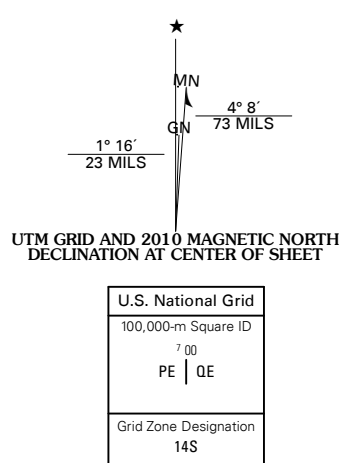 ★
MN
4° 8´
73 MILS
GN
1° 16´
23 MILS
UTM GRID AND 2010 MAGNETIC NORTH
DECLINATION AT CENTER OF SHEET
U.S. National Grid
100,000-m Square ID
7 00
PE QE
Grid Zone Designation
14S